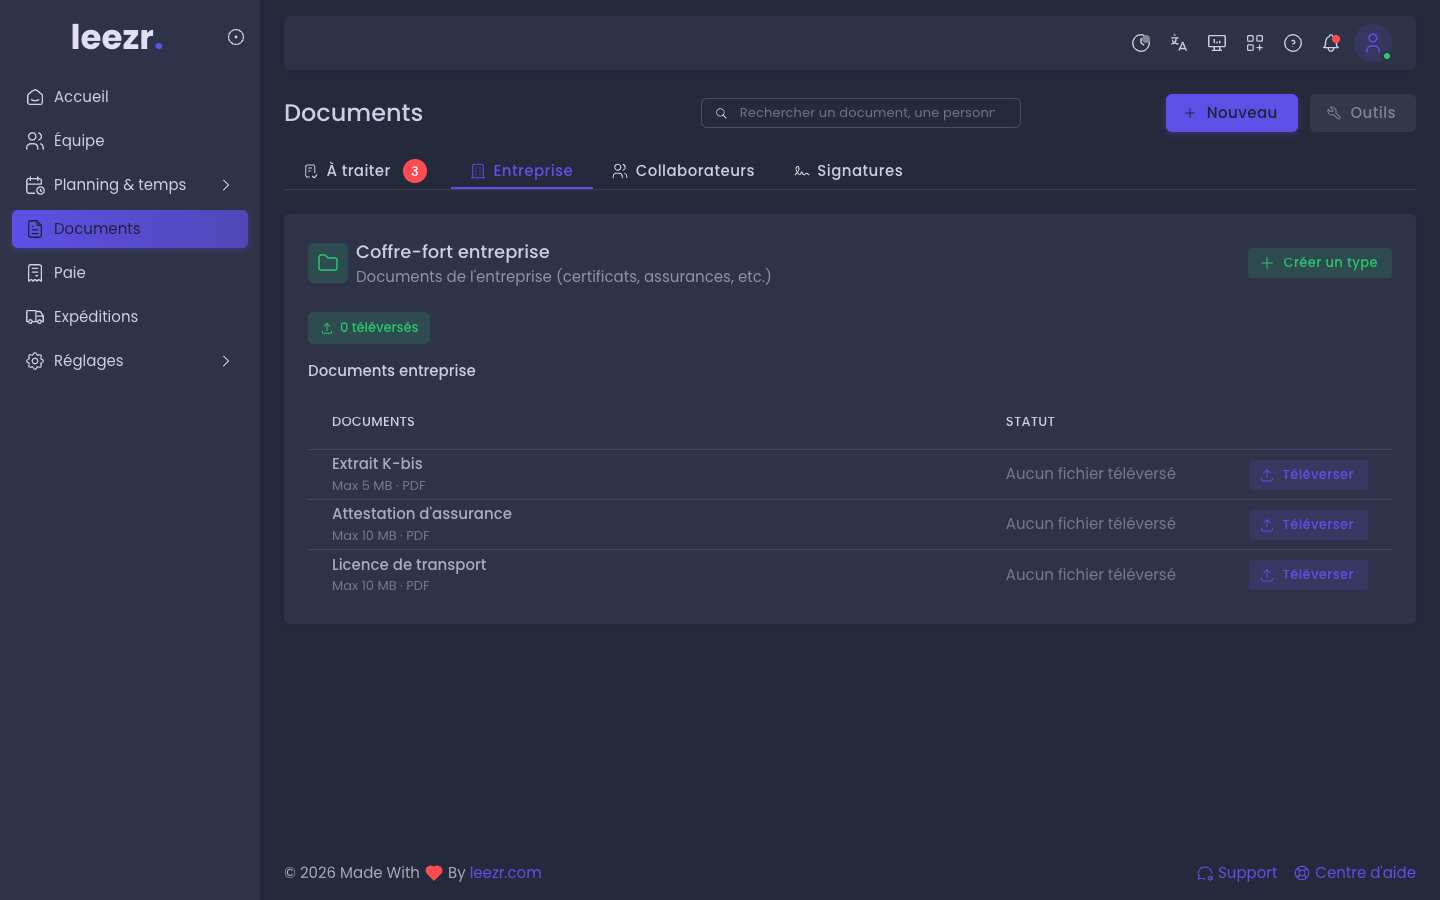 leezr.
Accueil
Équipe
Planning & temps
Documents
Paie
Expéditions
Réglages
Documents
Rechercher un document, une personn
Nouveau
Outils
À traiter 3
Entreprise
Collaborateurs
Signatures
Coffre-fort entreprise
Documents de l'entreprise (certificats, assurances, etc.)
Créer un type
0 téléversés
Documents entreprise
DOCUMENTS STATUT
Extrait K-bis
Max 5 MB · PDF
Aucun fichier téléversé
Téléverser
Attestation d'assurance
Max 10 MB · PDF
Aucun fichier téléversé
Téléverser
Licence de transport
Max 10 MB · PDF
Aucun fichier téléversé
Téléverser
© 2026 Made With By leezr.com
Support
Centre d'aide